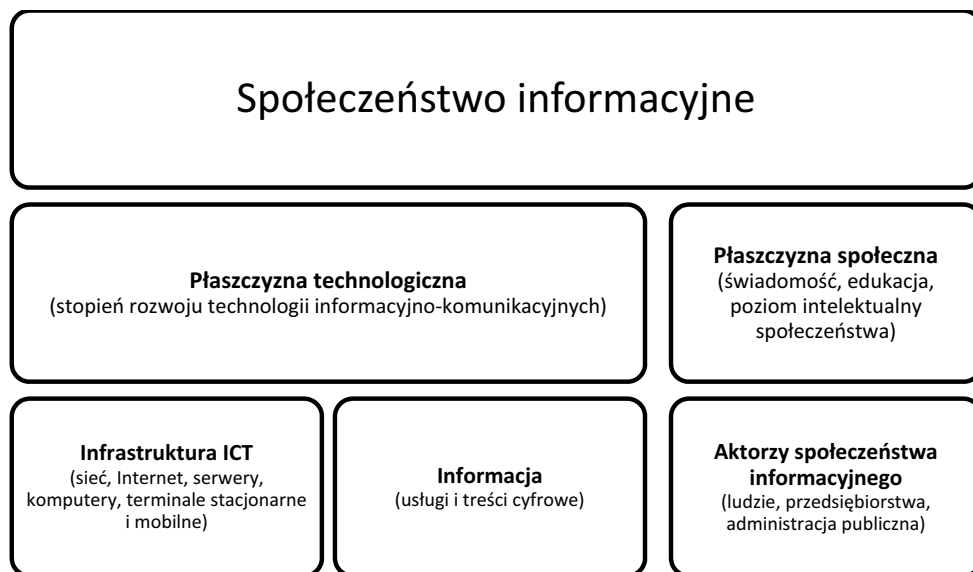 Społeczeństwo informacyjne
Płaszczyzna technologiczna
(stopień rozwoju technologii informacyjno-komunikacyjnych)
Płaszczyzna społeczna
(świadomość, edukacja,
poziom intelektualny
społeczeństwa)
Infrastruktura ICT
(sieć, Internet, serwery,
komputery, terminale stacjonarne
i mobilne)
Informacja
(usługi i treści cyfrowe)
Aktorzy społeczeństwa
informacyjnego
(ludzie, przedsiębiorstwa,
administracja publiczna)